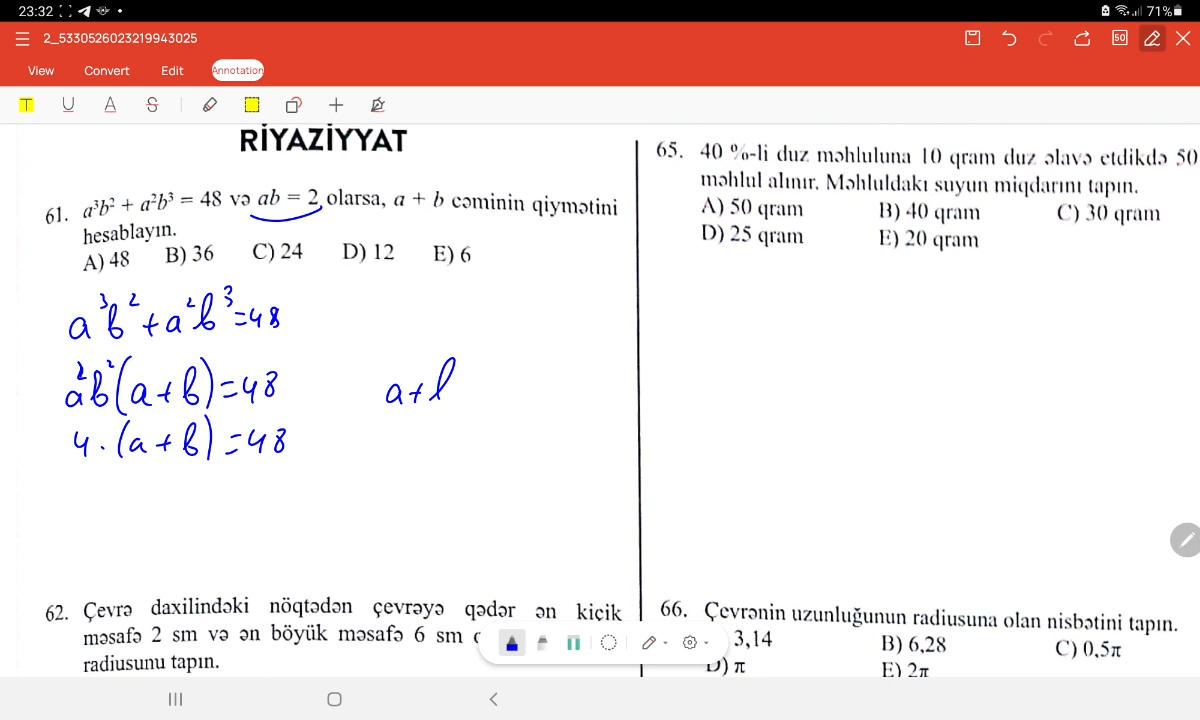 23:32
71%
2_5330526023219943025
50
View Convert Edit Annotation
T U A S
RİYAZİYYAT
61. a³b² + a²b³ = 48 və ab = 2 olarsa, a + b cəminin qiymətini
hesablayın.
A) 48 B) 36 C) 24 D) 12 E) 6
a³b²+a²b³=48
a²b²(a+b)=48
a+b
4·(a+b)=48
62. Çevrə daxilindəki nöqtədən çevrəyə qədər ən kiçik
məsafə 2 sm və ən böyük məsafə 6 sm
radiusunu tapın.
65. 40 %-li duz məhluluna 10 qram duz əlavə etdikdə 50
məhlul alınır. Məhluldakı suyun miqdarını tapın.
A) 50 qram B) 40 qram C) 30 qram
D) 25 qram E) 20 qram
66. Çevrənin uzunluğunun radiusuna olan nisbətini tapın.
3,14 B) 6,28 C) 0,5π
D) π E) 2π